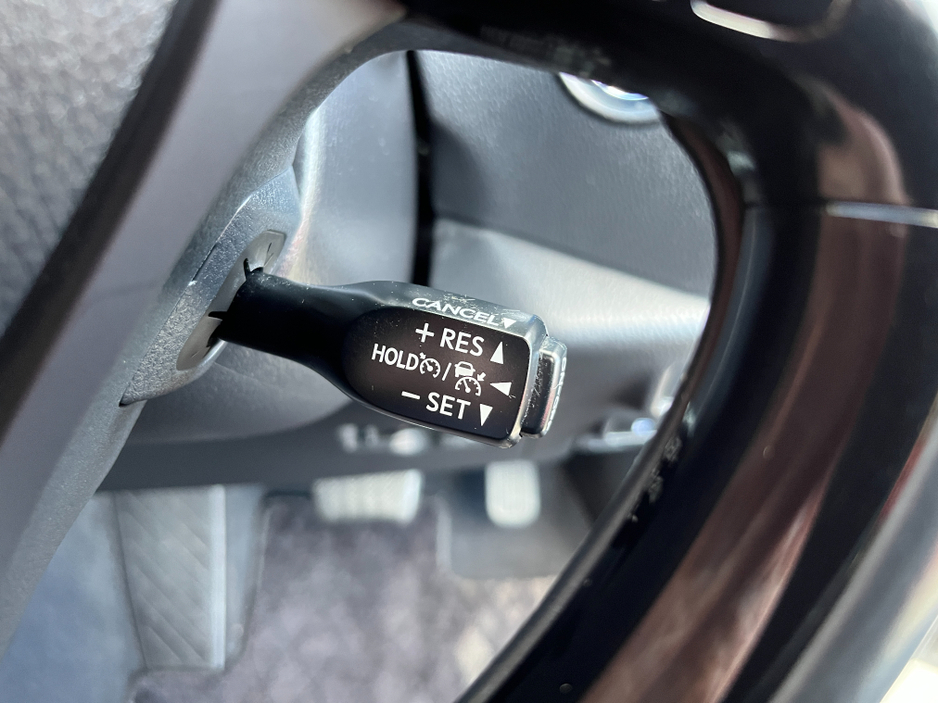 CANCEL▼
+ RES ▲
HOLD /
− SET ▼